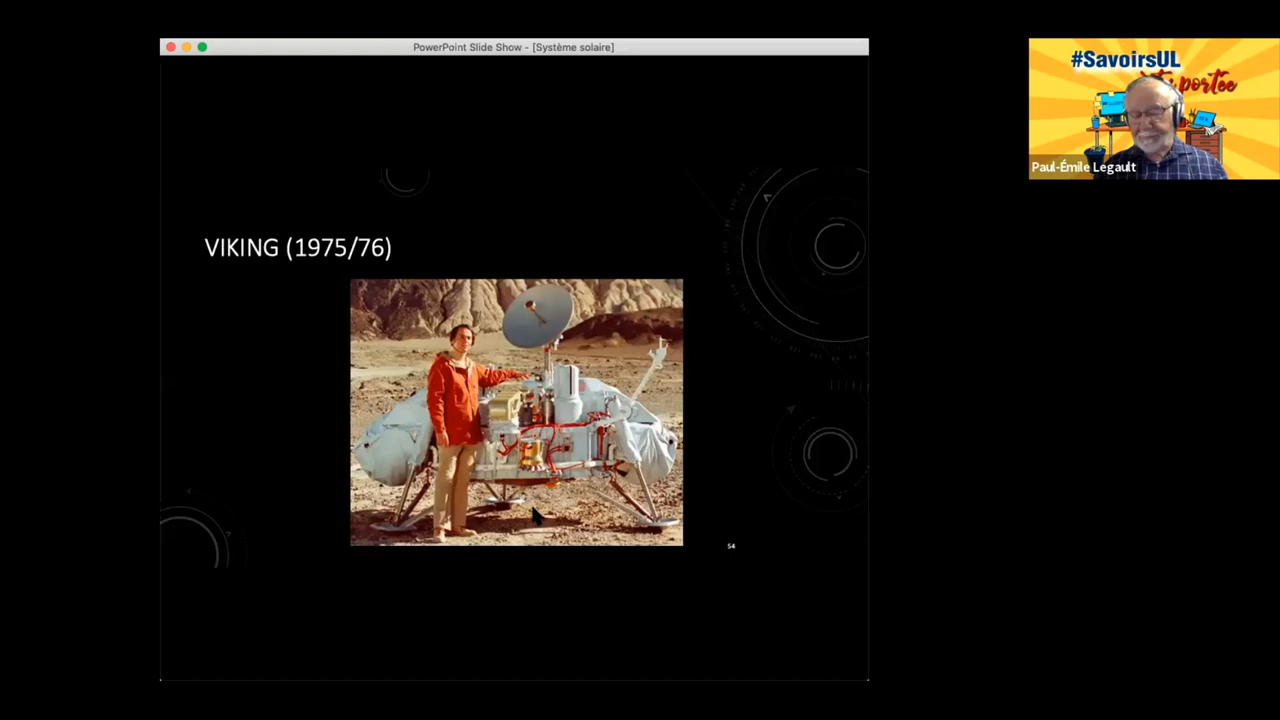 PowerPoint Slide Show - [Système solaire]
#SavoirsUL
portée
Paul-Émile Legault
VIKING (1975/76)
54